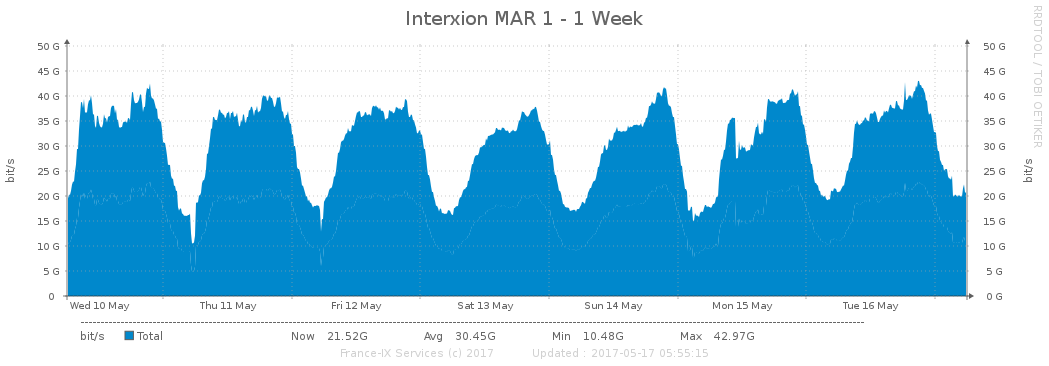 Interxion MAR 1 - 1 Week
RRDTOOL / TOBI OETIKER
bit/s
50 G
45 G
40 G
35 G
30 G
25 G
20 G
15 G
10 G
5 G
0
50 G
45 G
40 G
35 G
30 G
25 G
20 G
15 G
10 G
5 G
0 G
bit/s
Wed 10 May Thu 11 May Fri 12 May Sat 13 May Sun 14 May Mon 15 May Tue 16 May
bit/s Total Now 21.52G Avg 30.45G Min 10.48G Max 42.97G
France-IX Services (c) 2017 Updated : 2017-05-17 05:55:15